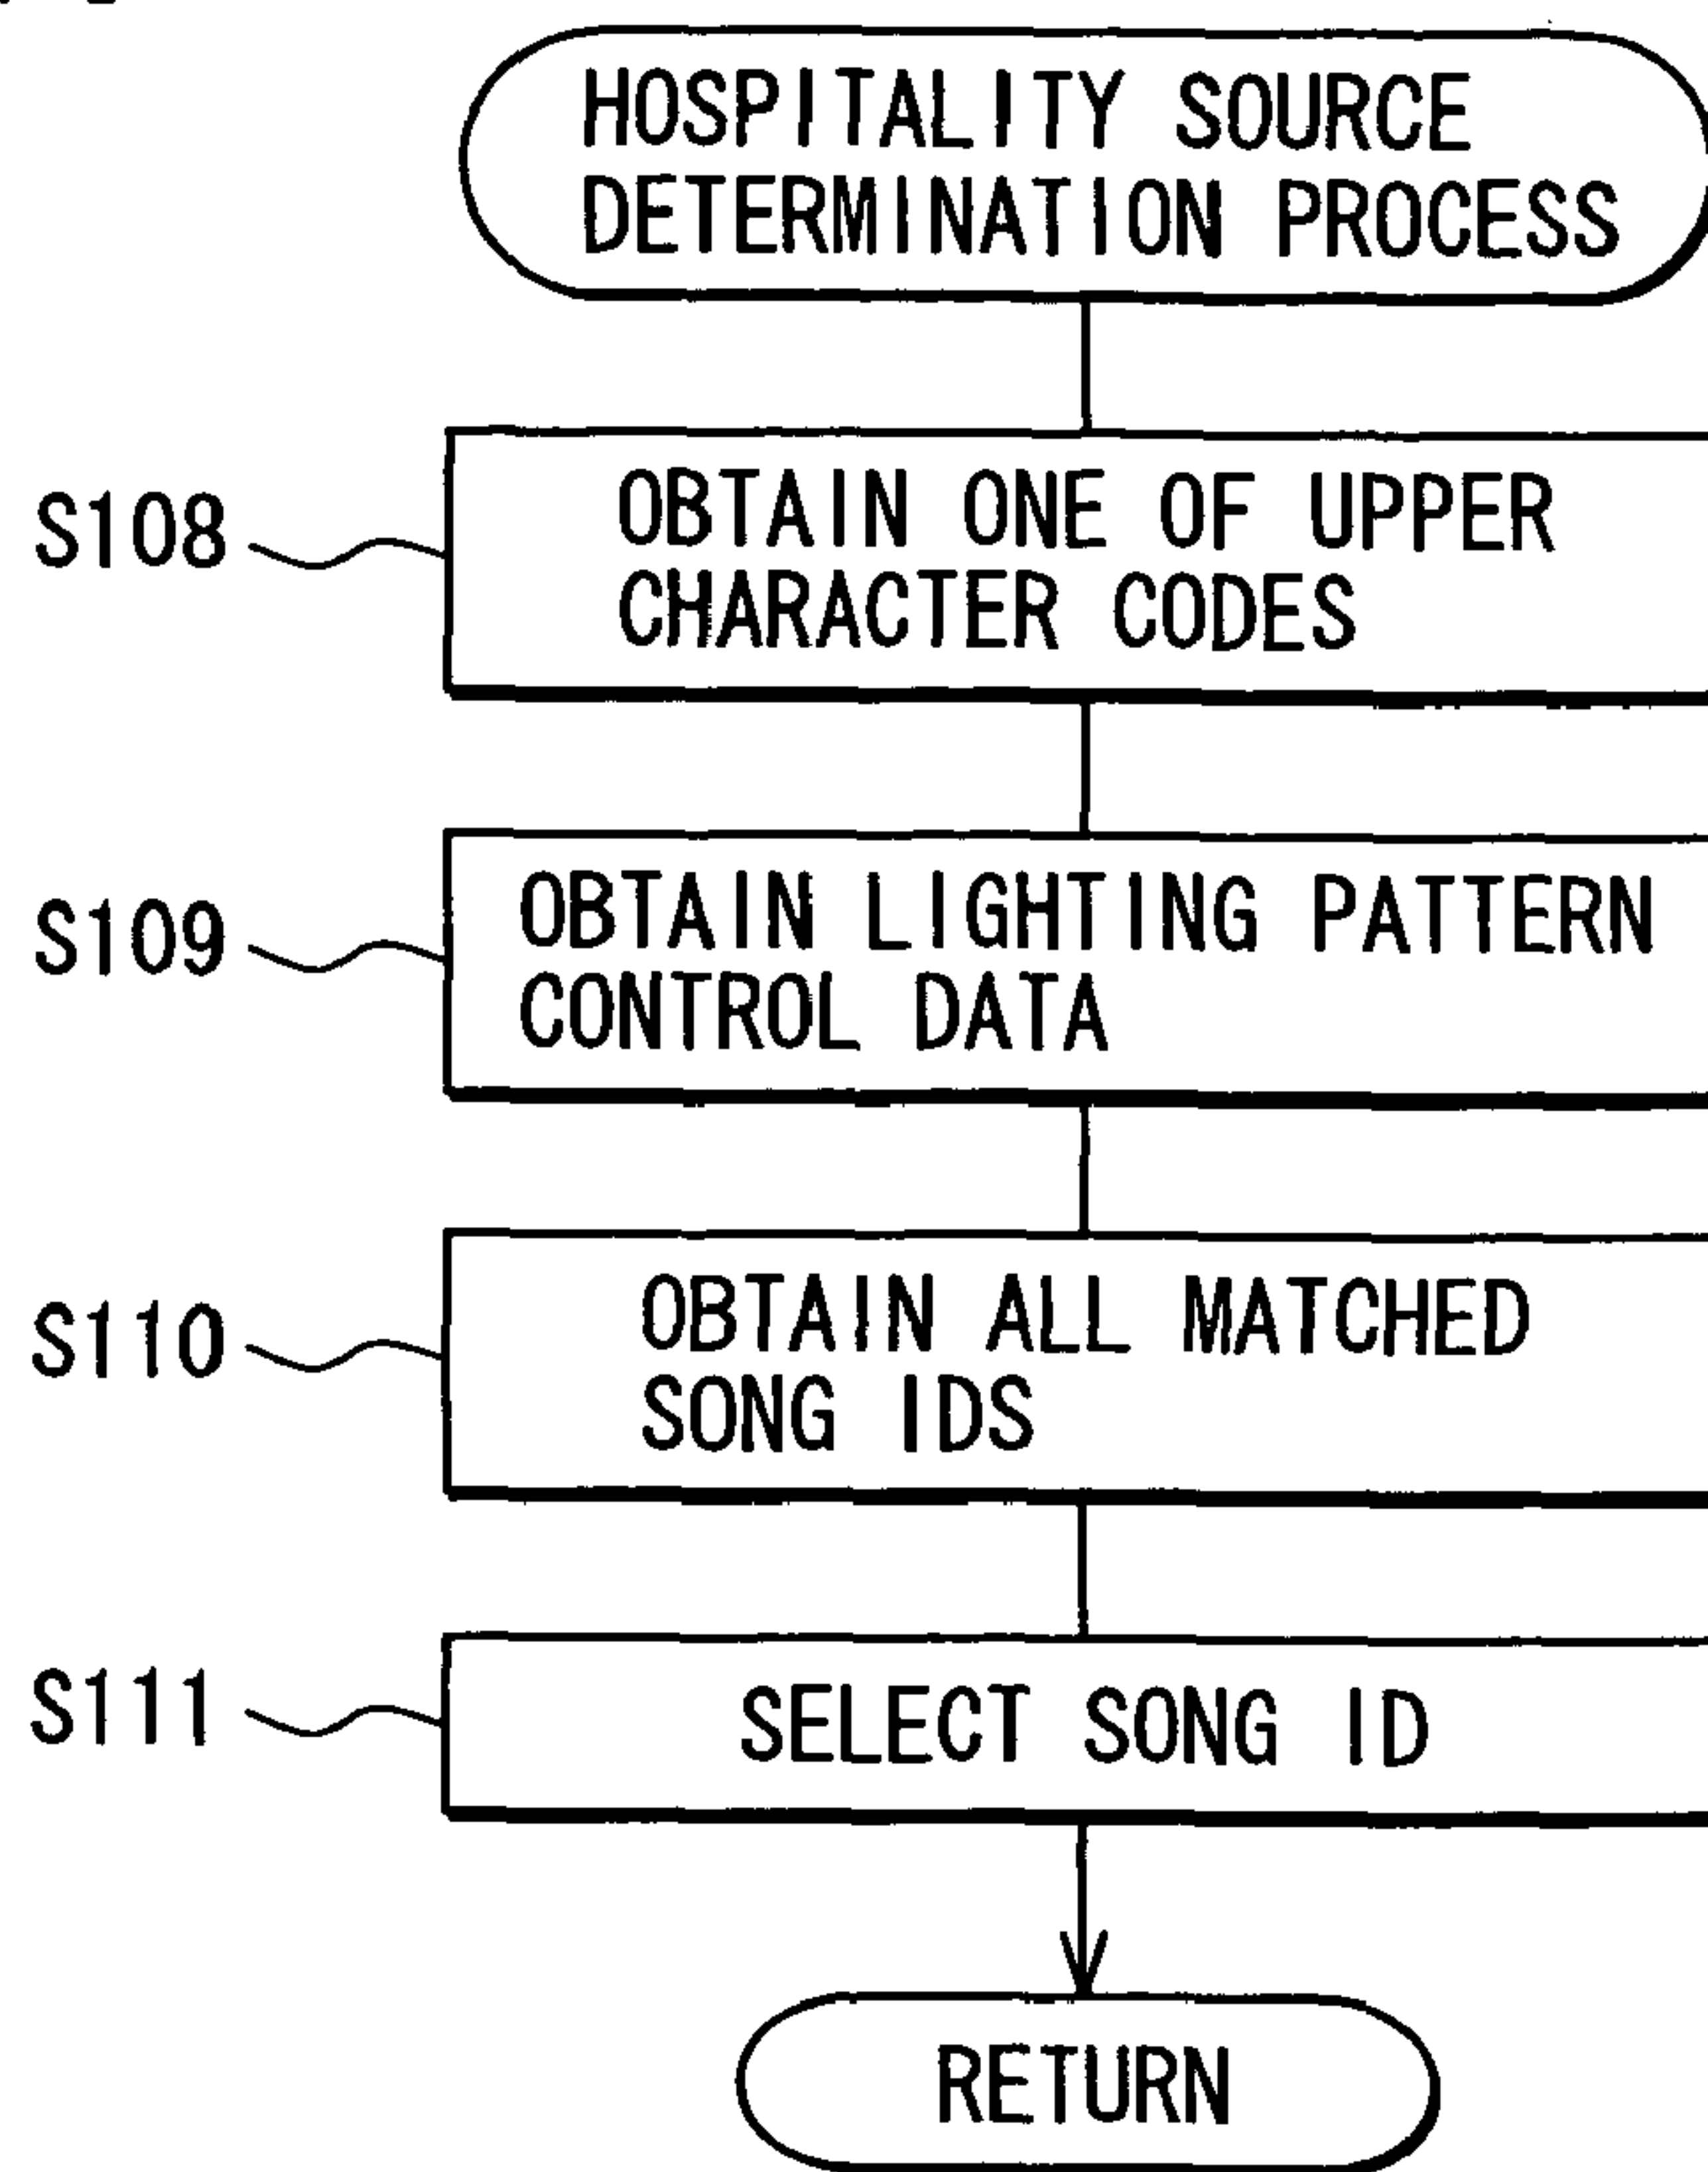 HOSPITALITY SOURCE
DETERMINATION PROCESS
S108
OBTAIN ONE OF UPPER
CHARACTER CODES
S109
OBTAIN LIGHTING PATTERN
CONTROL DATA
S110
OBTAIN ALL MATCHED
SONG IDS
S111
SELECT SONG ID
RETURN